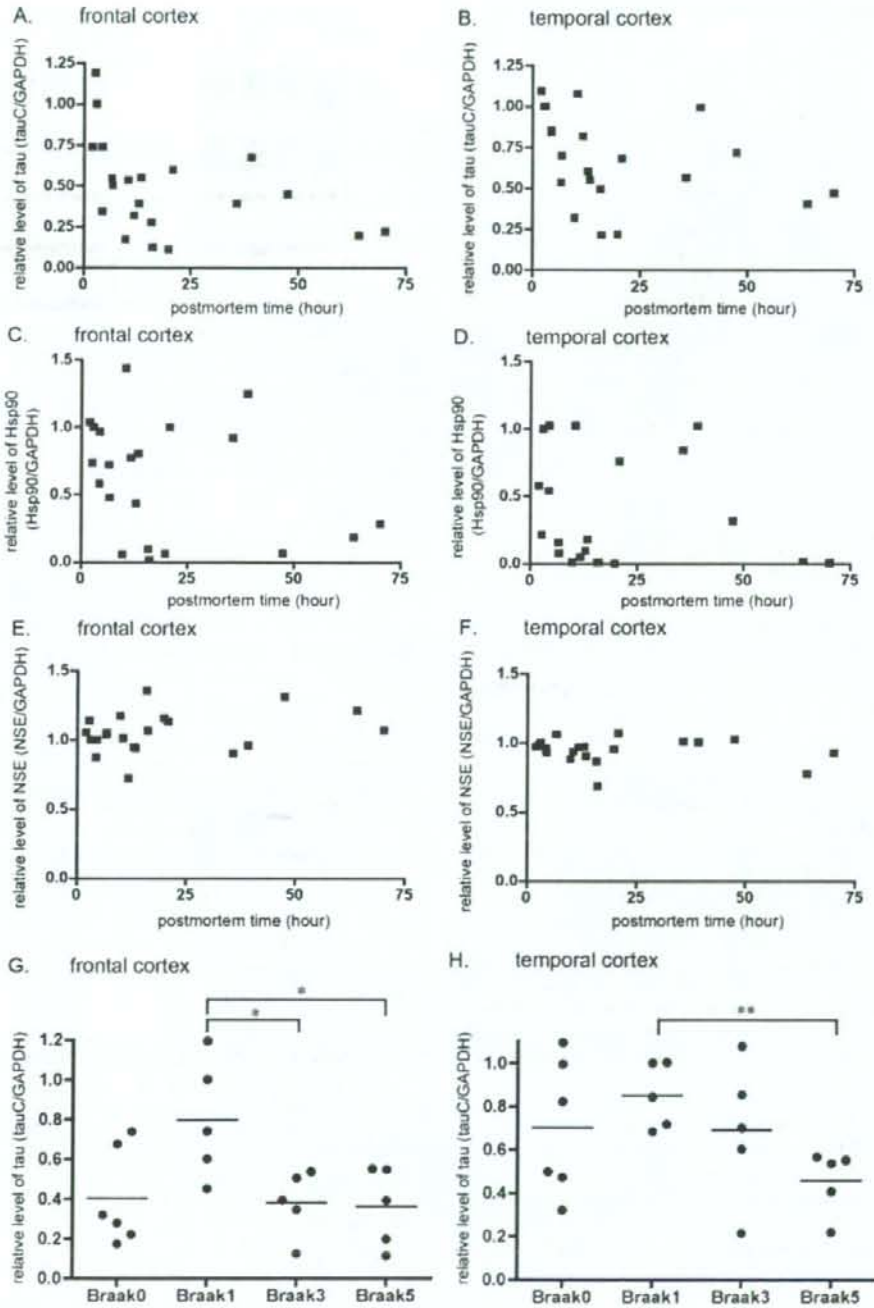 A. frontal cortex
relative level of tau (tauC/GAPDH)
1.25
1.00
0.75
0.50
0.25
0.00
0 25 50 75
postmortem time (hour)
B. temporal cortex
relative level of tau (tauC/GAPDH)
1.25
1.00
0.75
0.50
0.25
0.00
0 25 50 75
postmortem time (hour)
C. frontal cortex
relative level of Hsp90
(Hsp90/GAPDH)
1.5
1.0
0.5
0.0
0 25 50 75
postmortem time (hour)
D. temporal cortex
relative level of Hsp90
(Hsp90/GAPDH)
1.5
1.0
0.5
0.0
0 25 50 75
postmortem time (hour)
E. frontal cortex
relative level of NSE (NSE/GAPDH)
1.5
1.0
0.5
0.0
0 25 50 75
postmortem time (hour)
F. temporal cortex
relative level of NSE (NSE/GAPDH)
1.5
1.0
0.5
0.0
0 25 50 75
postmortem time (hour)
G. frontal cortex
*
*
relative level of tau (tauC/GAPDH)
1.2
1.0
0.8
0.6
0.4
0.2
0.0
Braak0 Braak1 Braak3 Braak5
H. temporal cortex
**
relative level of tau (tauC/GAPDH)
1.0
0.8
0.6
0.4
0.2
0.0
Braak0 Braak1 Braak3 Braak5